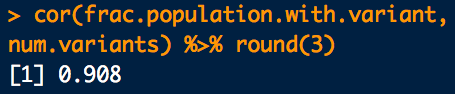 > cor(frac.population.with.variant,
num.variants) %>% round(3)
[1] 0.908